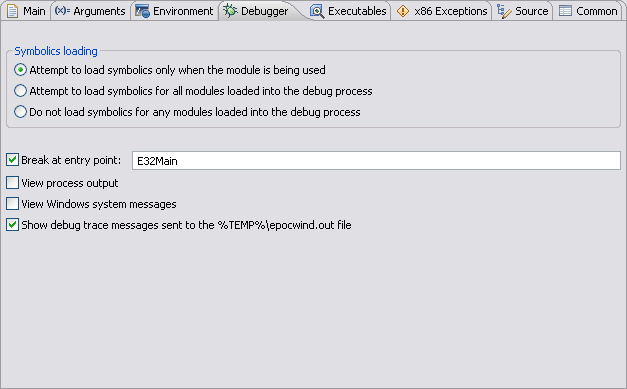 Main (x)= Arguments Environment Debugger Executables x86 Exceptions Source Common
Symbolics loading
Attempt to load symbolics only when the module is being used
Attempt to load symbolics for all modules loaded into the debug process
Do not load symbolics for any modules loaded into the debug process
Break at entry point: E32Main
View process output
View Windows system messages
Show debug trace messages sent to the %TEMP%\epocwind.out file